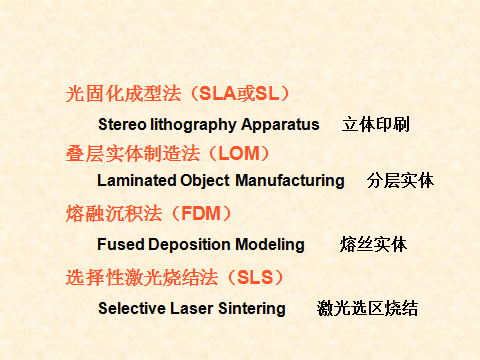 光固化成型法（SLA或SL）
Stereo lithography Apparatus 立体印刷
叠层实体制造法（LOM）
Laminated Object Manufacturing 分层实体
熔融沉积法（FDM）
Fused Deposition Modeling 熔丝实体
选择性激光烧结法（SLS）
Selective Laser Sintering 激光选区烧结